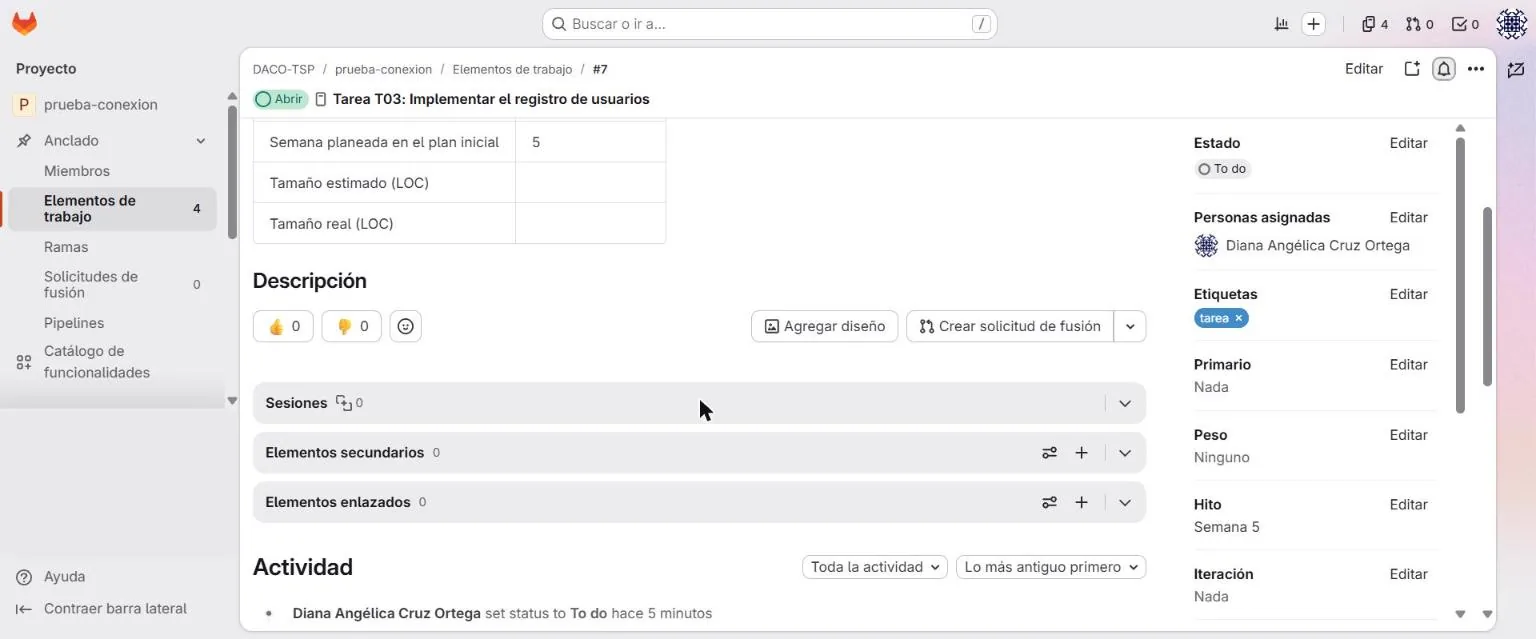 Buscar o ir a...
/
4
0
0
Proyecto
P prueba-conexion
Anclado
Miembros
Elementos de
trabajo
4
Ramas
Solicitudes de
fusión
0
Pipelines
Catálogo de
funcionalidades
Ayuda
Contraer barra lateral
DACO-TSP / prueba-conexion / Elementos de trabajo / #7
Editar
Abrir Tarea T03: Implementar el registro de usuarios
Semana planeada en el plan inicial 5
Tamaño estimado (LOC)
Tamaño real (LOC)
Descripción
0 0
Agregar diseño
Crear solicitud de fusión
Sesiones 0
Elementos secundarios 0
Elementos enlazados 0
Actividad
Toda la actividad
Lo más antiguo primero
• Diana Angélica Cruz Ortega set status to To do hace 5 minutos
Estado Editar
To do
Personas asignadas Editar
Diana Angélica Cruz Ortega
Etiquetas Editar
tarea ×
Primario Editar
Nada
Peso Editar
Ninguno
Hito Editar
Semana 5
Iteración Editar
Nada